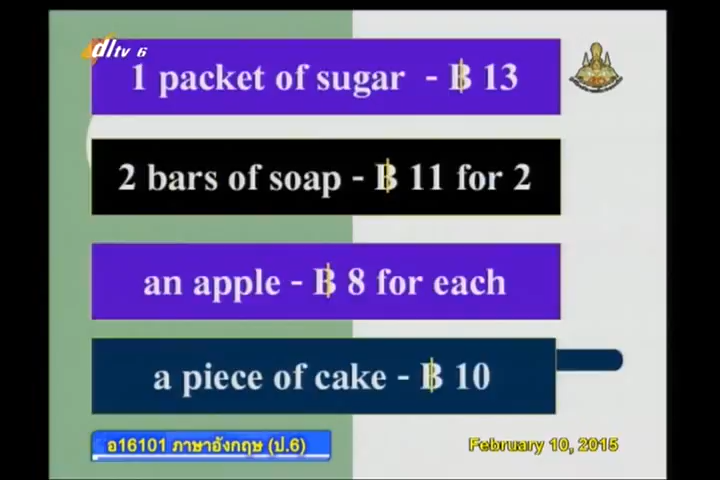 dltv 6
1 packet of sugar - ฿ 13
2 bars of soap - ฿ 11 for 2
an apple - ฿ 8 for each
a piece of cake - ฿ 10
อ16101 ภาษาอังกฤษ (ป.6)
February 10, 2015